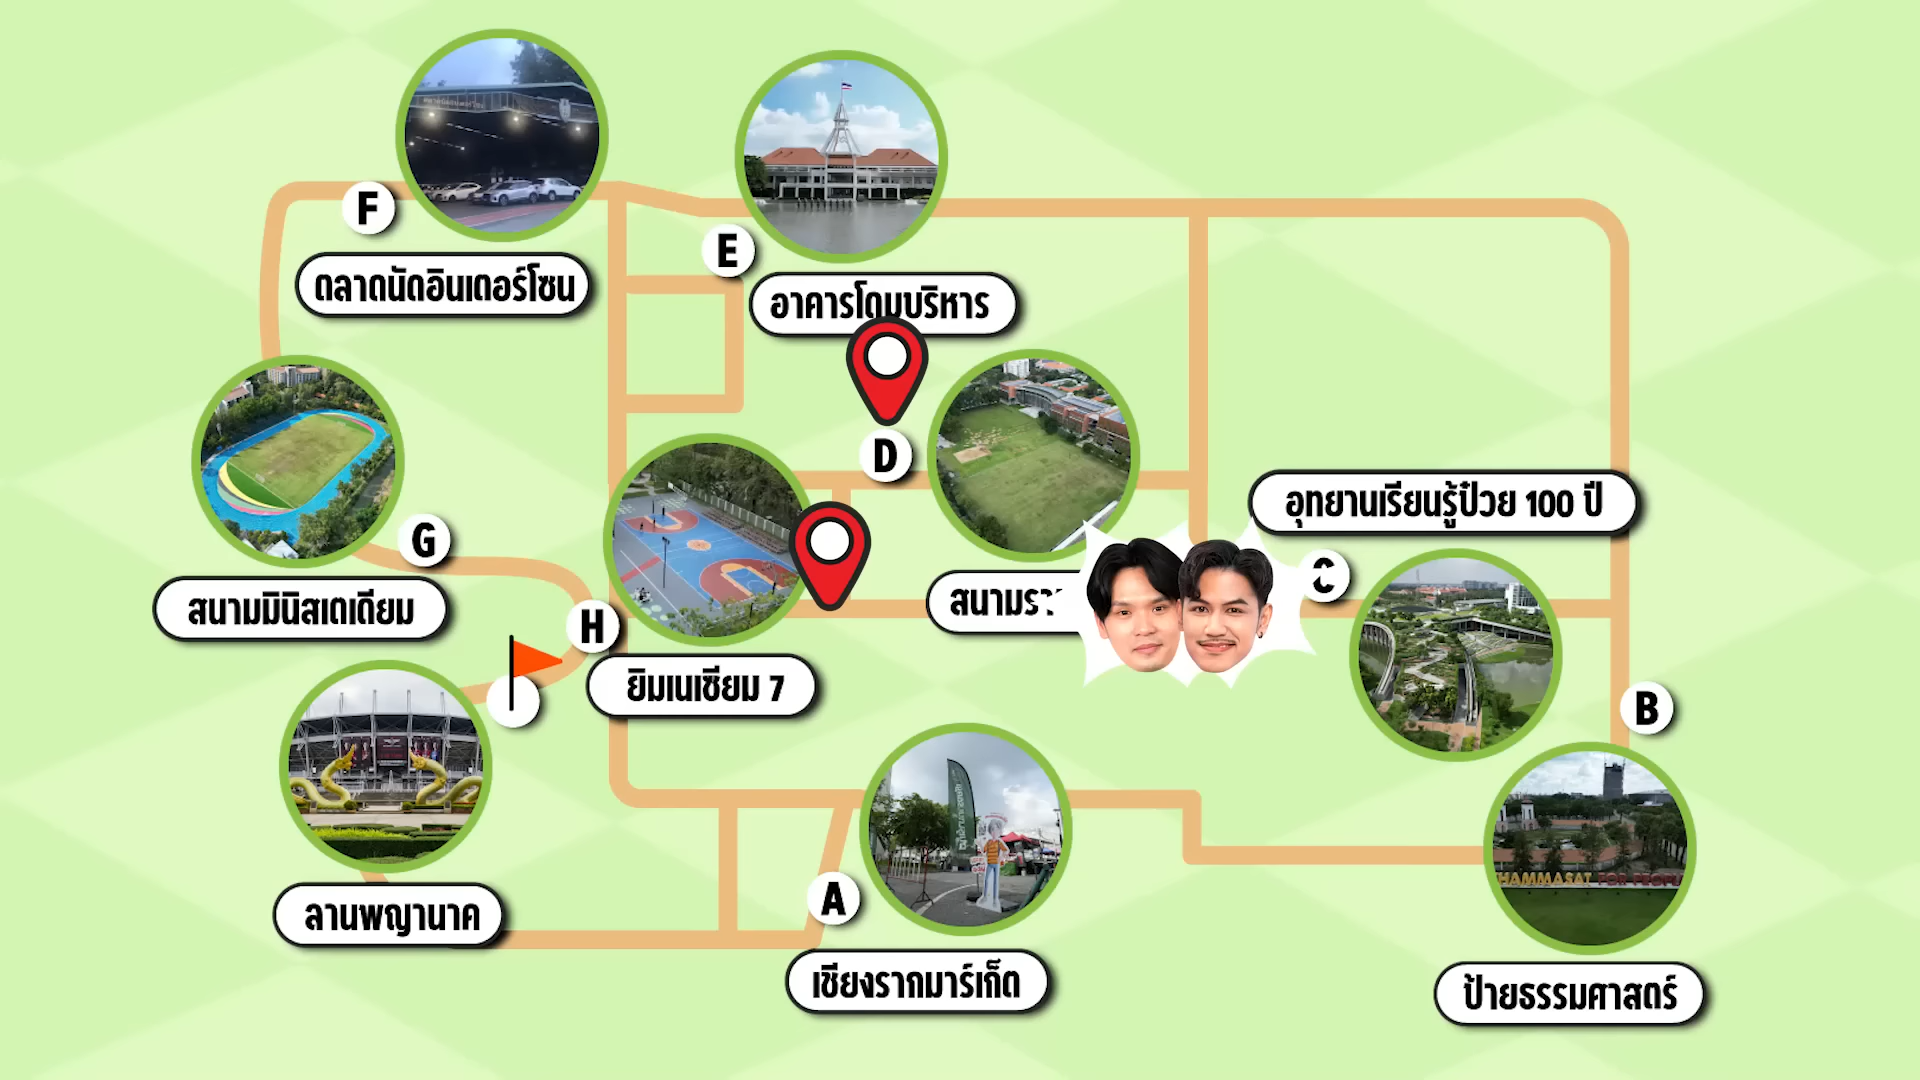 F
ตลาดนัดอินเตอร์โซน
E
อาคารโดมบริหาร
D
G
สนามมินิสเตเดียม
H
ยิมเนเซียม 7
อุทยานเรียนรู้ป๋วย 100 ปี
C
B
ลานพญานาค
A
เชียงรากมาร์เก็ต
ป้ายธรรมศาสตร์